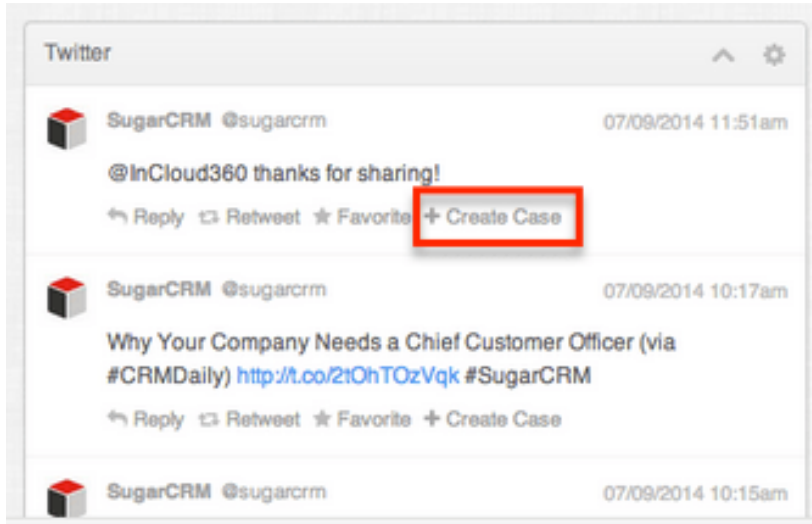 Twitter
SugarCRM @sugarcrm 07/09/2014 11:51am
@InCloud360 thanks for sharing!
Reply Retweet Favorite + Create Case
SugarCRM @sugarcrm 07/09/2014 10:17am
Why Your Company Needs a Chief Customer Officer (via
#CRMDaily) http://t.co/2tOhTOzVqk #SugarCRM
Reply Retweet Favorite + Create Case
SugarCRM @sugarcrm 07/09/2014 10:15am